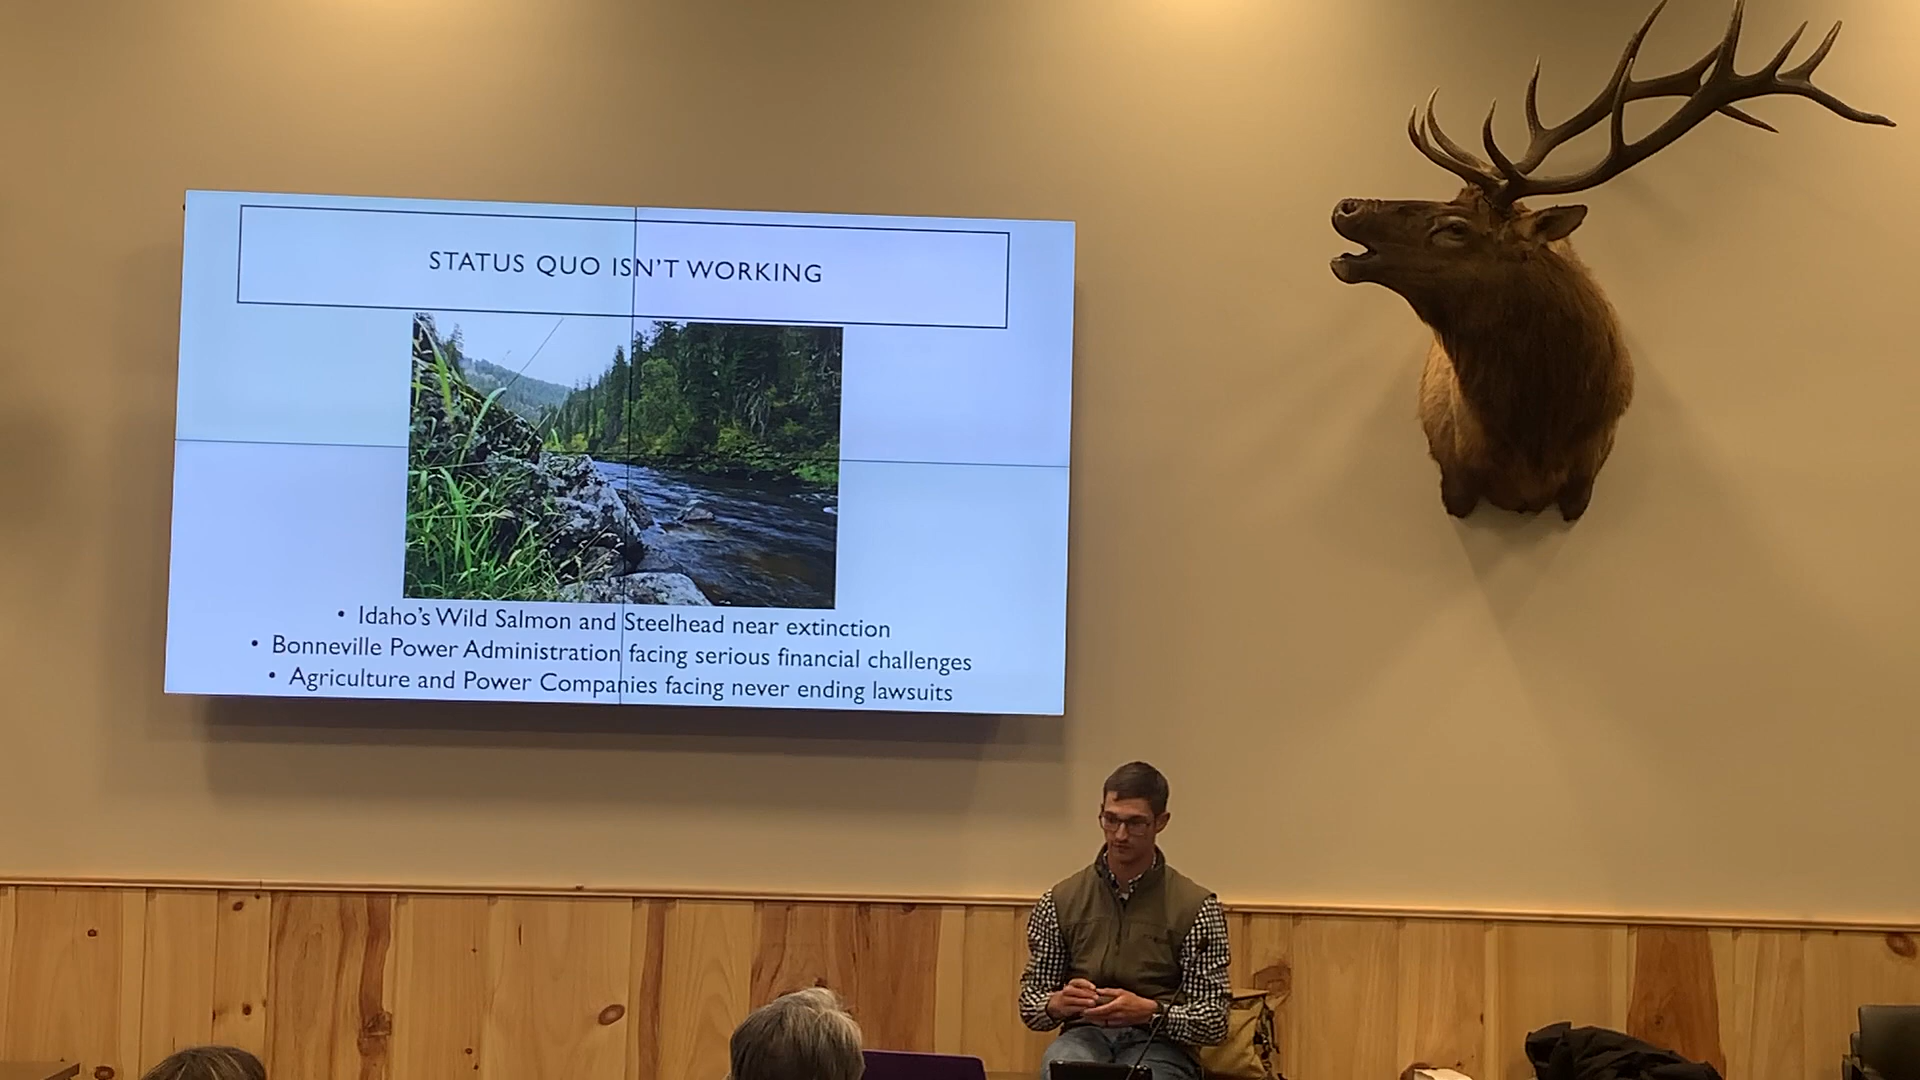 STATUS QUO ISN'T WORKING
• Idaho's Wild Salmon and Steelhead near extinction
• Bonneville Power Administration facing serious financial challenges
• Agriculture and Power Companies facing never ending lawsuits